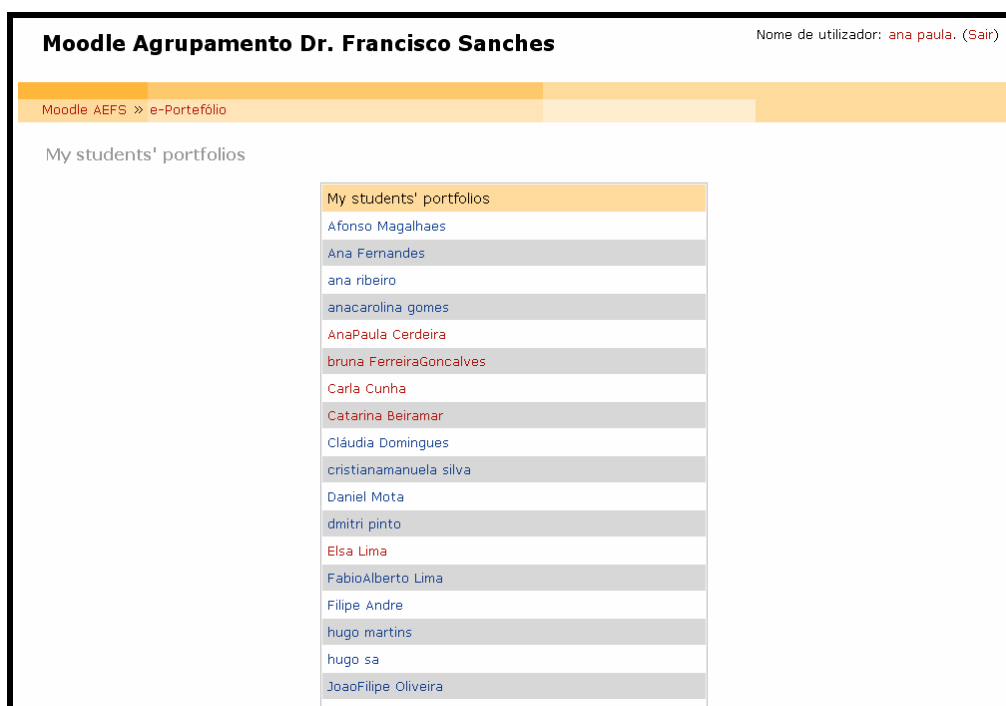 Moodle Agrupamento Dr. Francisco Sanches
Nome de utilizador: ana paula. (Sair)
Moodle AEFS » e-Portefólio
My students' portfolios
My students' portfolios
Afonso Magalhaes
Ana Fernandes
ana ribeiro
anacarolina gomes
AnaPaula Cerdeira
bruna FerreiraGoncalves
Carla Cunha
Catarina Beiramar
Cláudia Domingues
cristianamanuela silva
Daniel Mota
dmitri pinto
Elsa Lima
FabioAlberto Lima
Filipe Andre
hugo martins
hugo sa
JoaoFilipe Oliveira